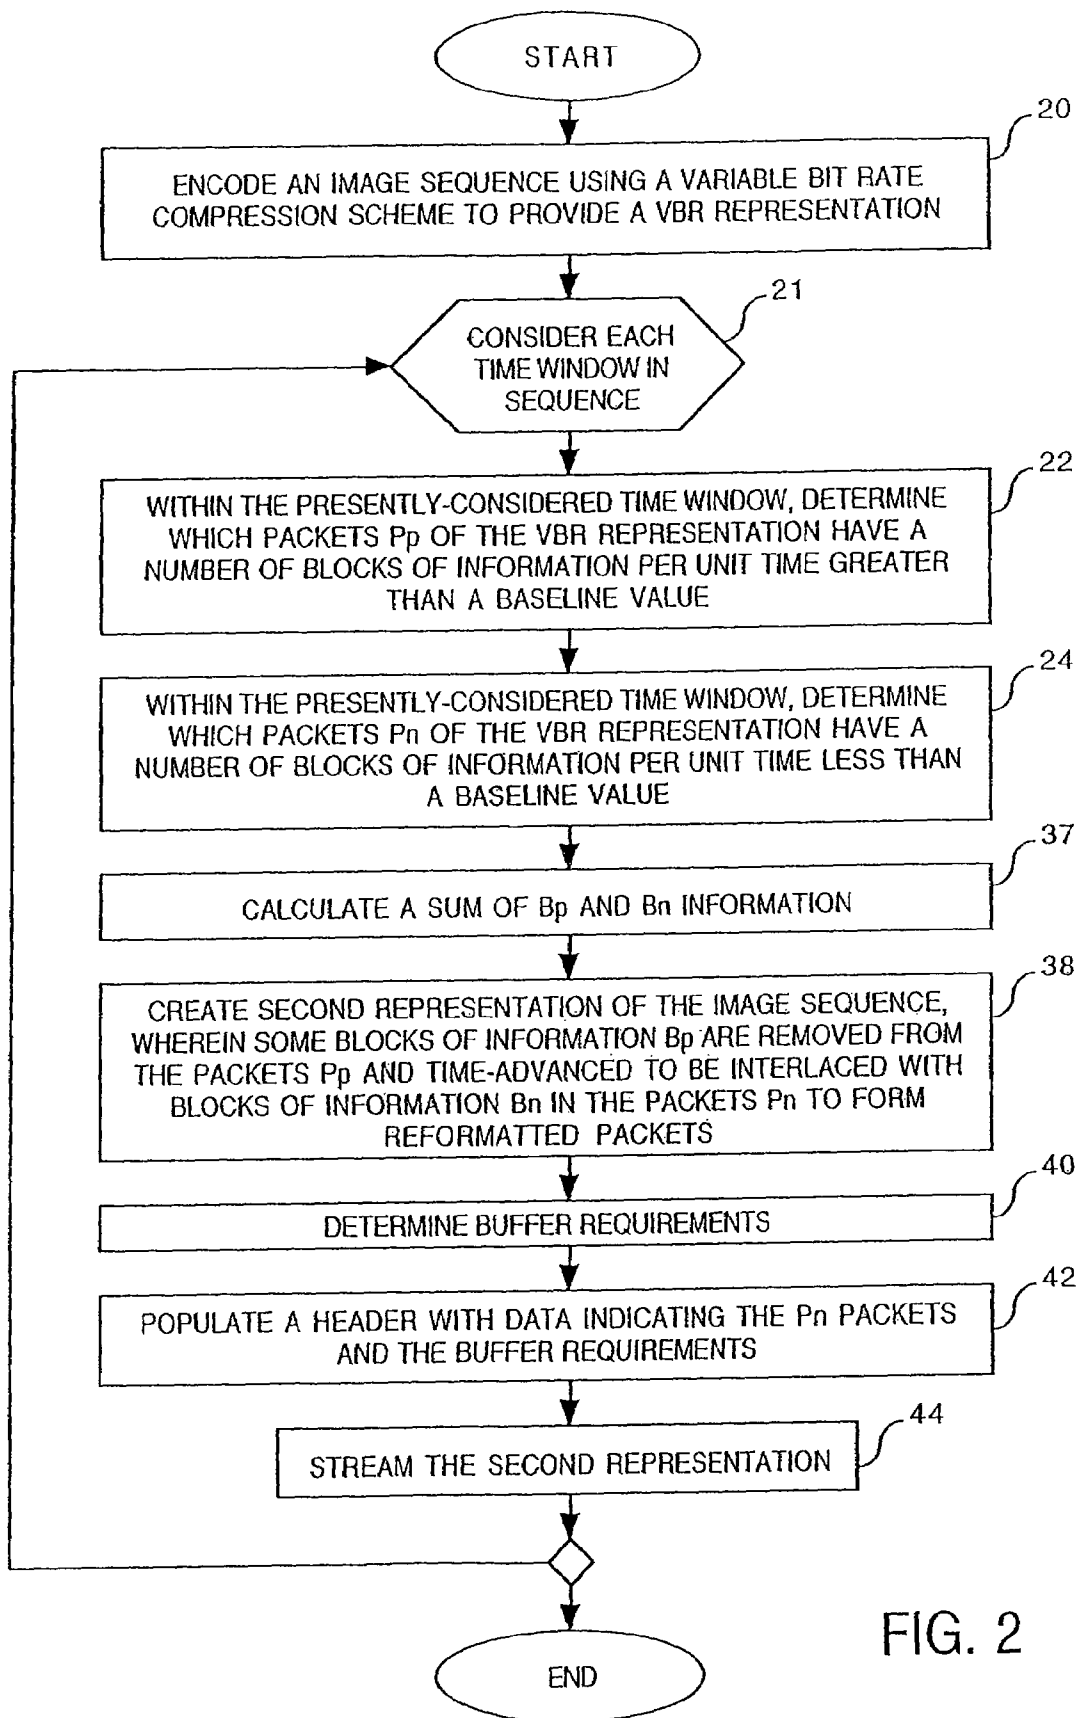 START
20
ENCODE AN IMAGE SEQUENCE USING A VARIABLE BIT RATE
COMPRESSION SCHEME TO PROVIDE A VBR REPRESENTATION
21
CONSIDER EACH
TIME WINDOW IN
SEQUENCE
22
WITHIN THE PRESENTLY-CONSIDERED TIME WINDOW, DETERMINE
WHICH PACKETS Pp OF THE VBR REPRESENTATION HAVE A
NUMBER OF BLOCKS OF INFORMATION PER UNIT TIME GREATER
THAN A BASELINE VALUE
24
WITHIN THE PRESENTLY-CONSIDERED TIME WINDOW, DETERMINE
WHICH PACKETS Pn OF THE VBR REPRESENTATION HAVE A
NUMBER OF BLOCKS OF INFORMATION PER UNIT TIME LESS THAN
A BASELINE VALUE
37
CALCULATE A SUM OF Bp AND Bn INFORMATION
38
CREATE SECOND REPRESENTATION OF THE IMAGE SEQUENCE,
WHEREIN SOME BLOCKS OF INFORMATION Bp ARE REMOVED FROM
THE PACKETS Pp AND TIME-ADVANCED TO BE INTERLACED WITH
BLOCKS OF INFORMATION Bn IN THE PACKETS Pn TO FORM
REFORMATTED PACKETS
40
DETERMINE BUFFER REQUIREMENTS
42
POPULATE A HEADER WITH DATA INDICATING THE Pn PACKETS
AND THE BUFFER REQUIREMENTS
44
STREAM THE SECOND REPRESENTATION
END
FIG. 2